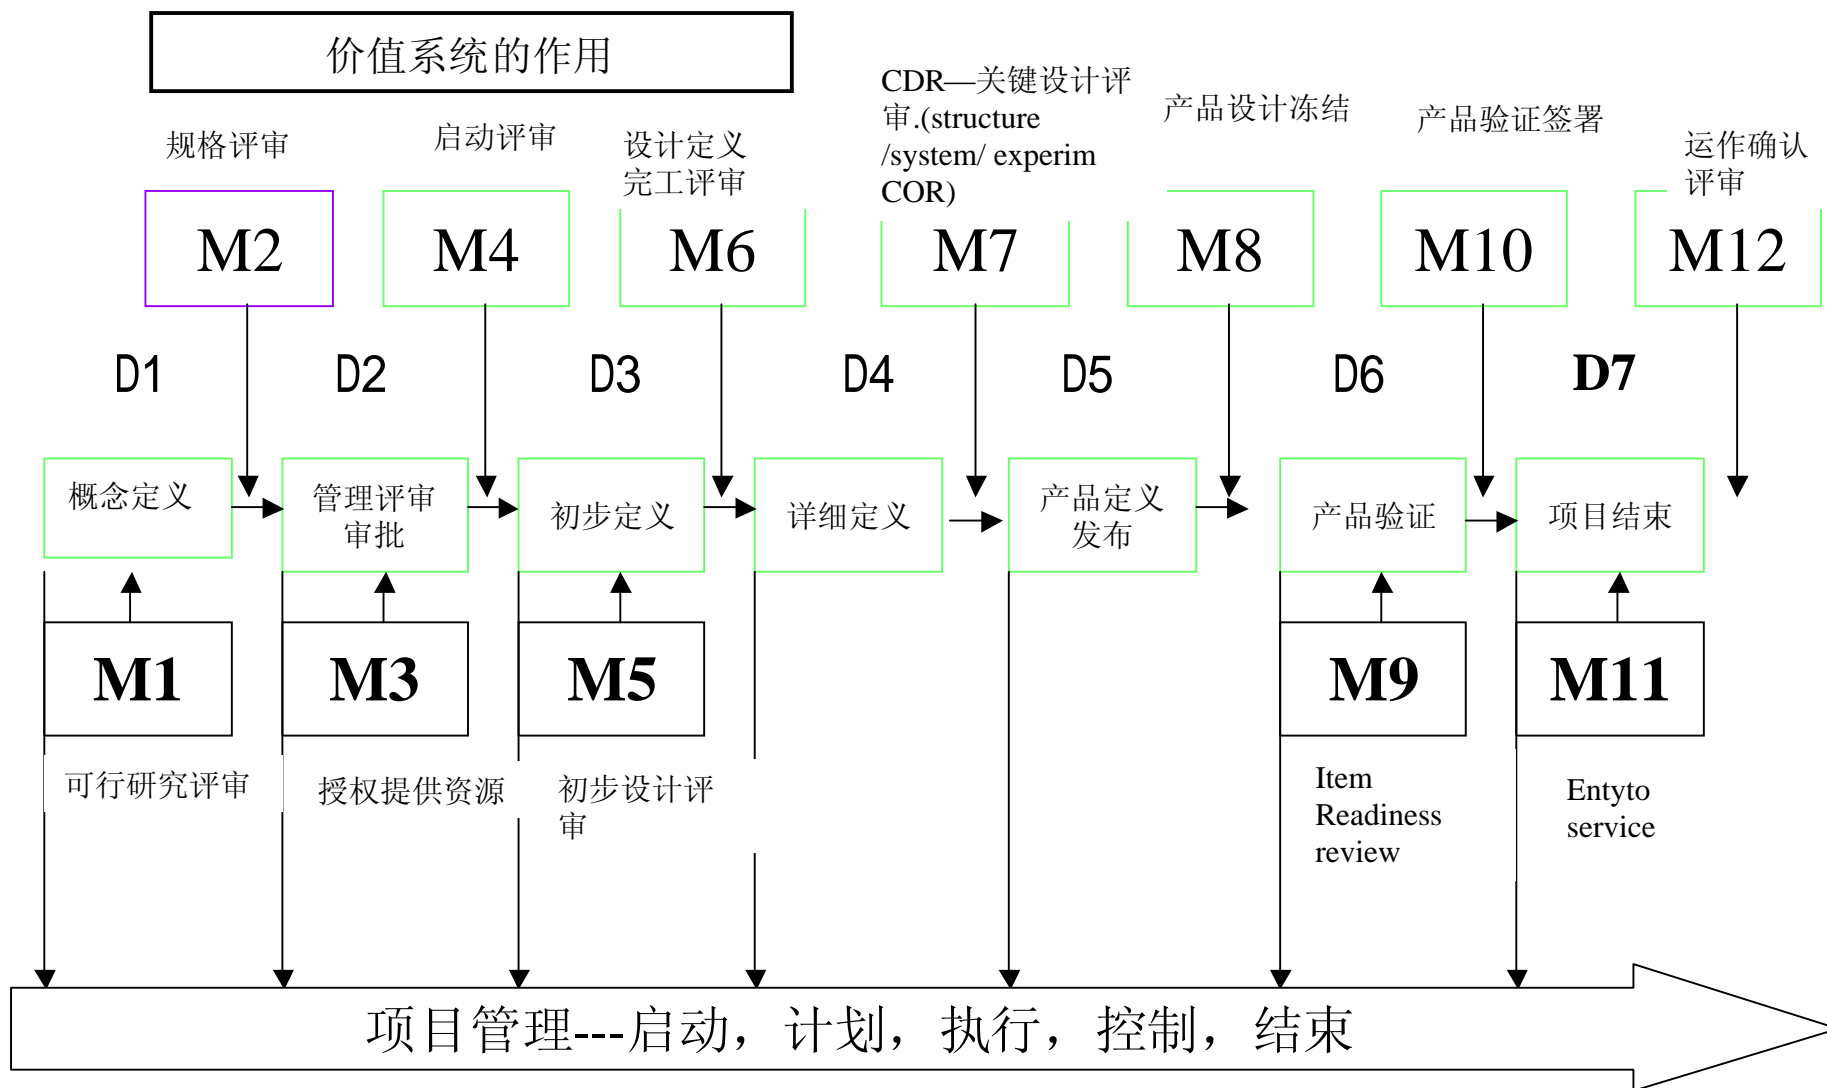 价值系统的作用
规格评审
启动评审
设计定义
完工评审
CDR—关键设计评
审.(structure
/system/ experim
COR)
产品设计冻结
产品验证签署
运作确认
评审
M2
M4
M6
M7
M8
M10
M12
D1
D2
D3
D4
D5
D6
D7
概念定义
管理评审
审批
初步定义
详细定义
产品定义
发布
产品验证
项目结束
M1
M3
M5
M9
M11
可行研究评审
授权提供资源
初步设计评
审
Item
Readiness
review
Entyto
service
项目管理---启动，计划，执行，控制，结束